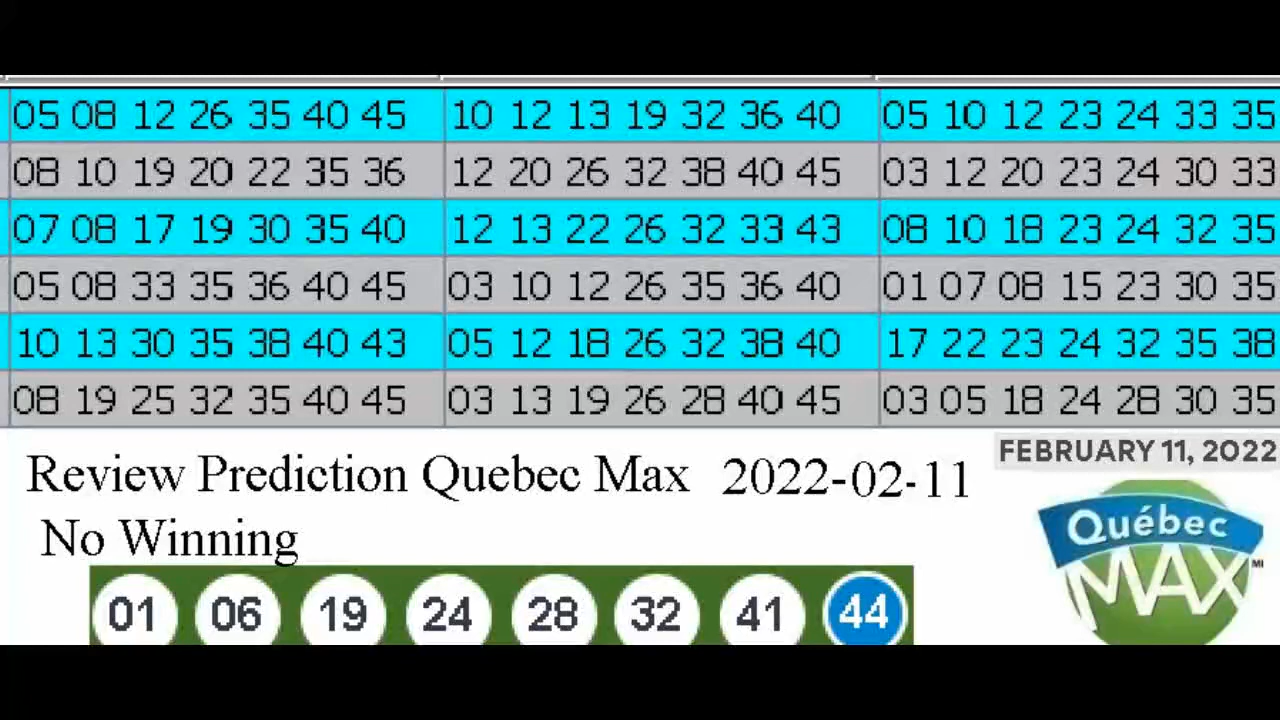 05 08 12 26 35 40 45 10 12 13 19 32 36 40 05 10 12 23 24 33 35
08 10 19 20 22 35 36 12 20 26 32 38 40 45 03 12 20 23 24 30 33
07 08 17 19 30 35 40 12 13 22 26 32 33 43 08 10 18 23 24 32 35
05 08 33 35 36 40 45 03 10 12 26 35 36 40 01 07 08 15 23 30 35
10 13 30 35 38 40 43 05 12 18 26 32 38 40 17 22 23 24 32 35 38
08 19 25 32 35 40 45 03 13 19 26 28 40 45 03 05 18 24 28 30 35
FEBRUARY 11, 2022
Review Prediction Quebec Max 2022-02-11
No Winning
Québec
MAX MI
01 06 19 24 28 32 41 44